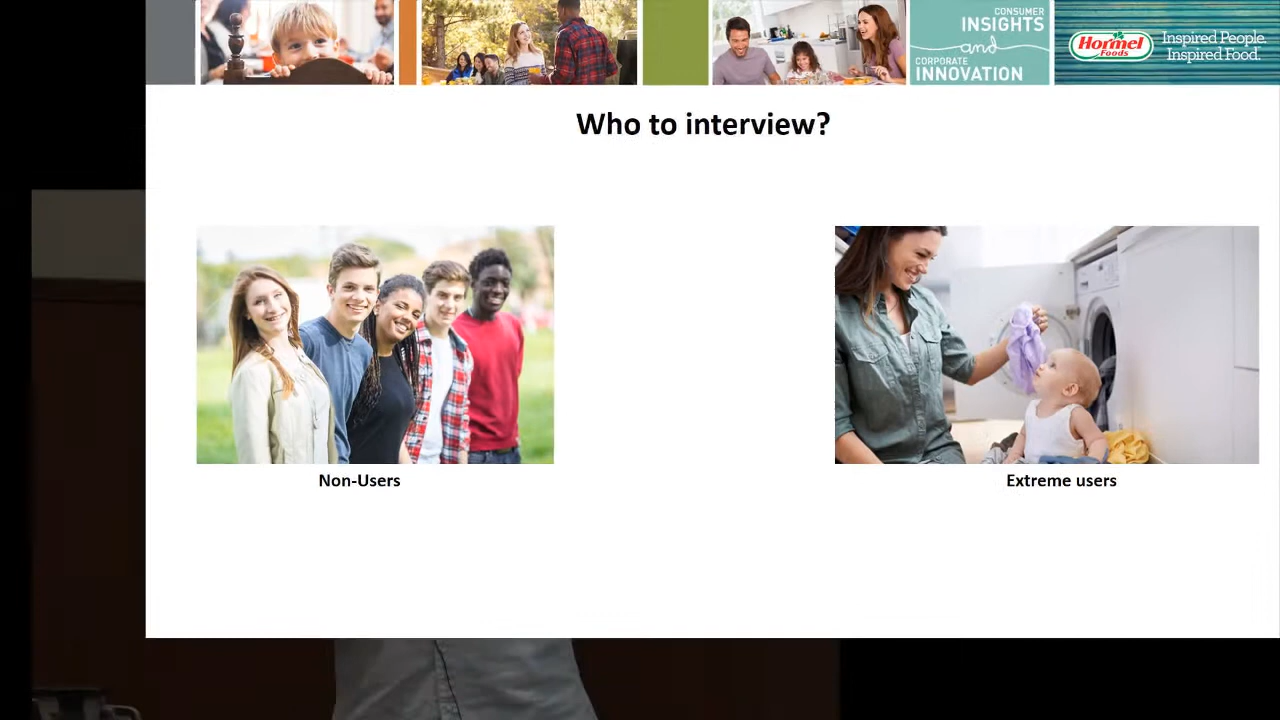 CONSUMER
INSIGHTS
and
CORPORATE
INNOVATION
Hormel
Foods
Inspired People.
Inspired Food.
Who to interview?
Non-Users
Extreme users